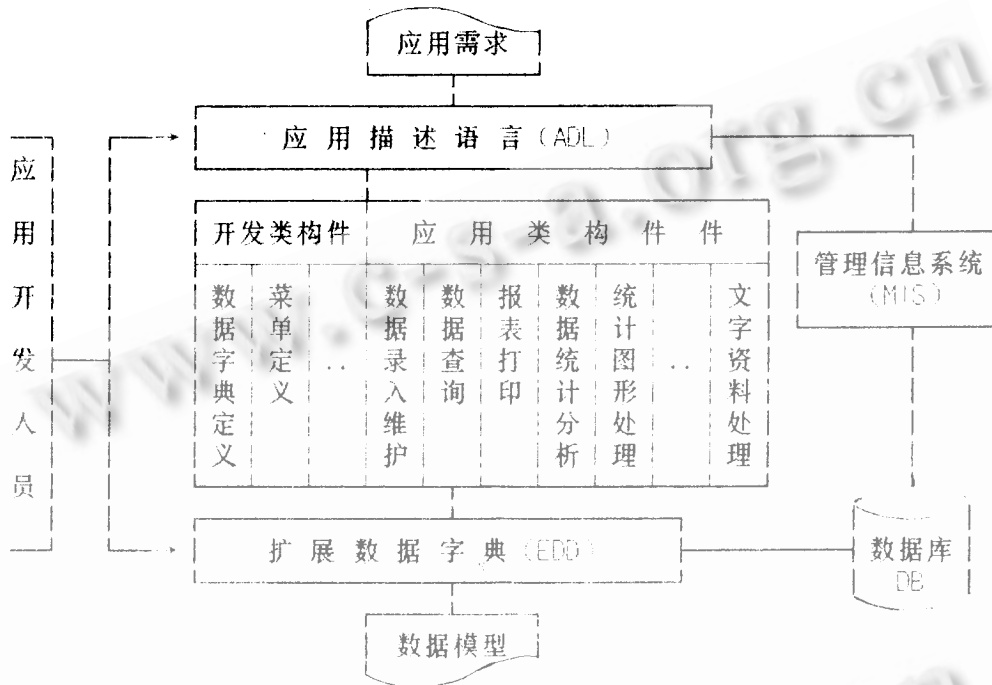 应用需求
应用描述语言(ADL)
应用开发人员
开发类构件
应用类构件件
管理信息系统
(MIS)
数据字典定义
菜单定义
..
数据录入维护
数据查询
报表打印
数据统计分析
统计图形处理
..
文字资料处理
扩展数据字典(EDD)
数据库
DB
数据模型
www.c-s-a.org.cn